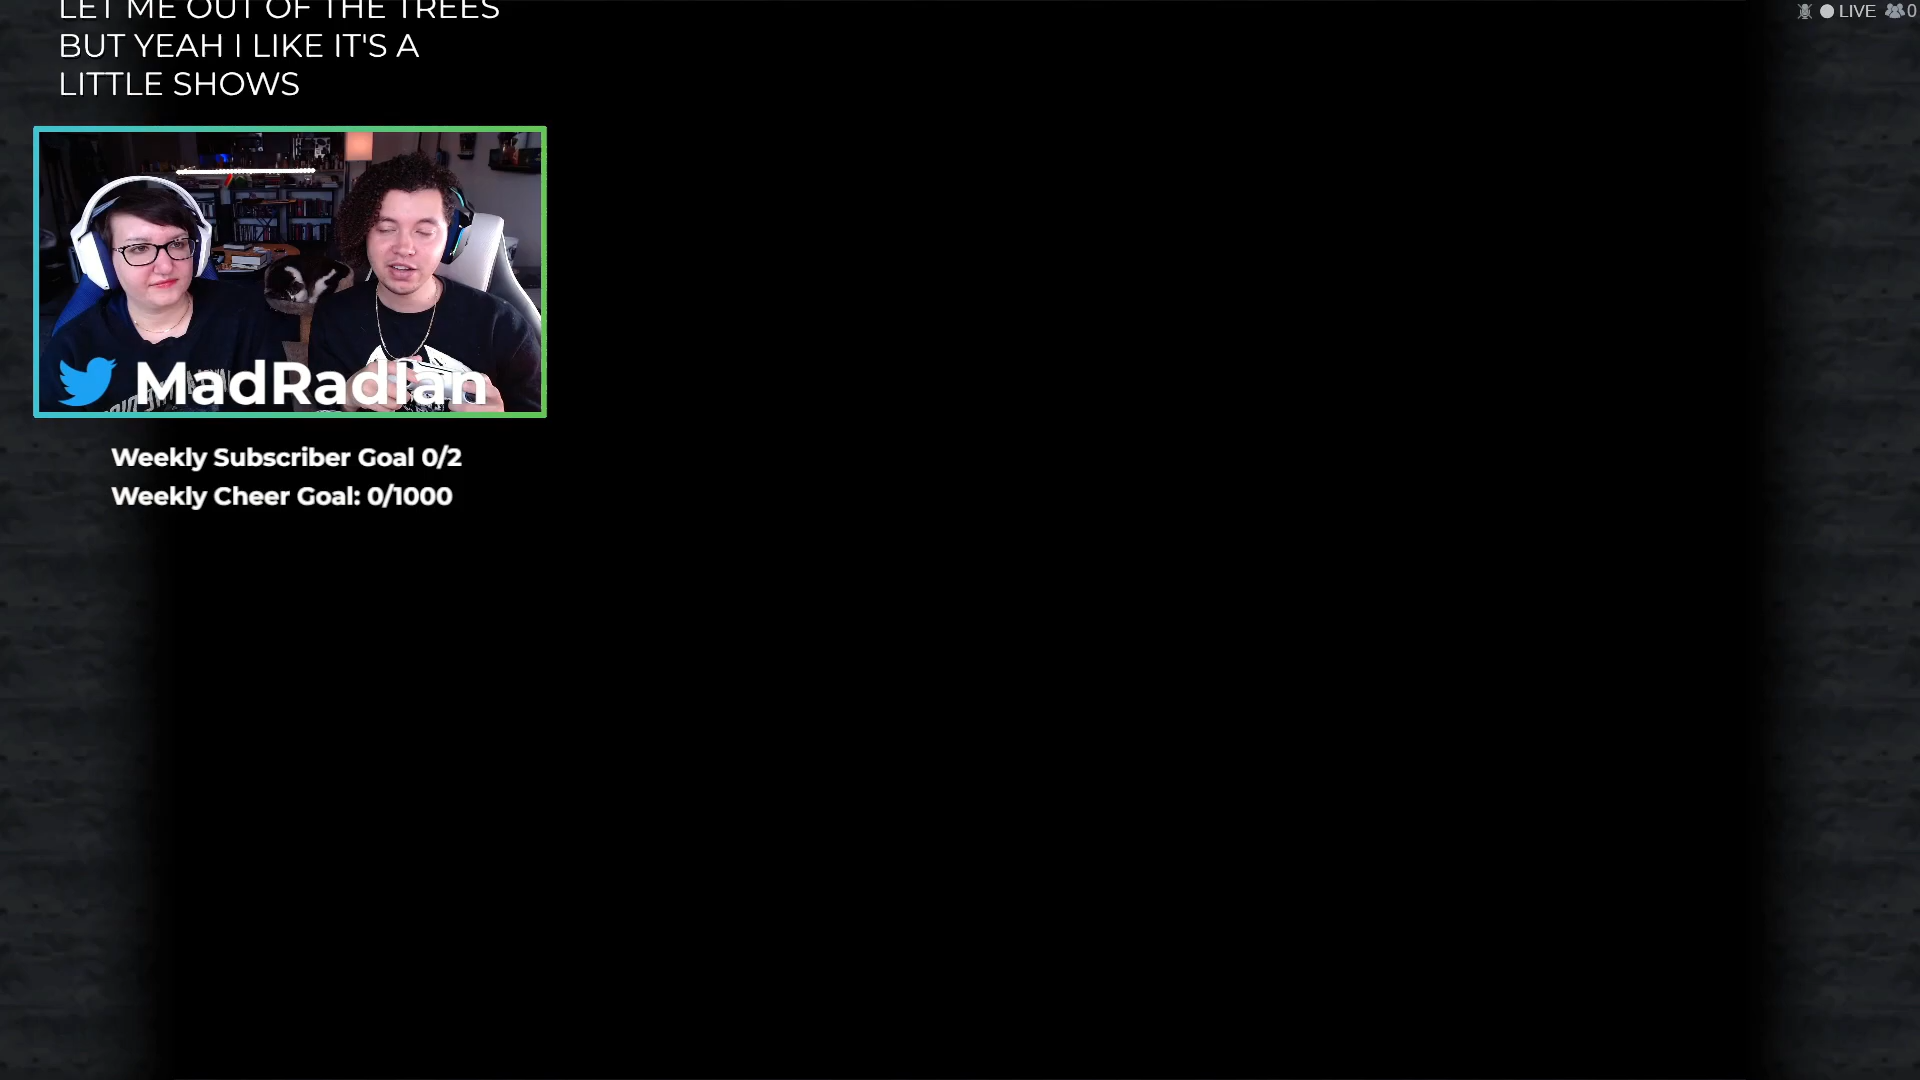 LET ME OUT OF THE TREES
BUT YEAH I LIKE IT'S A
LITTLE SHOWS
LIVE 0
MadRadIan
Weekly Subscriber Goal 0/2
Weekly Cheer Goal: 0/1000